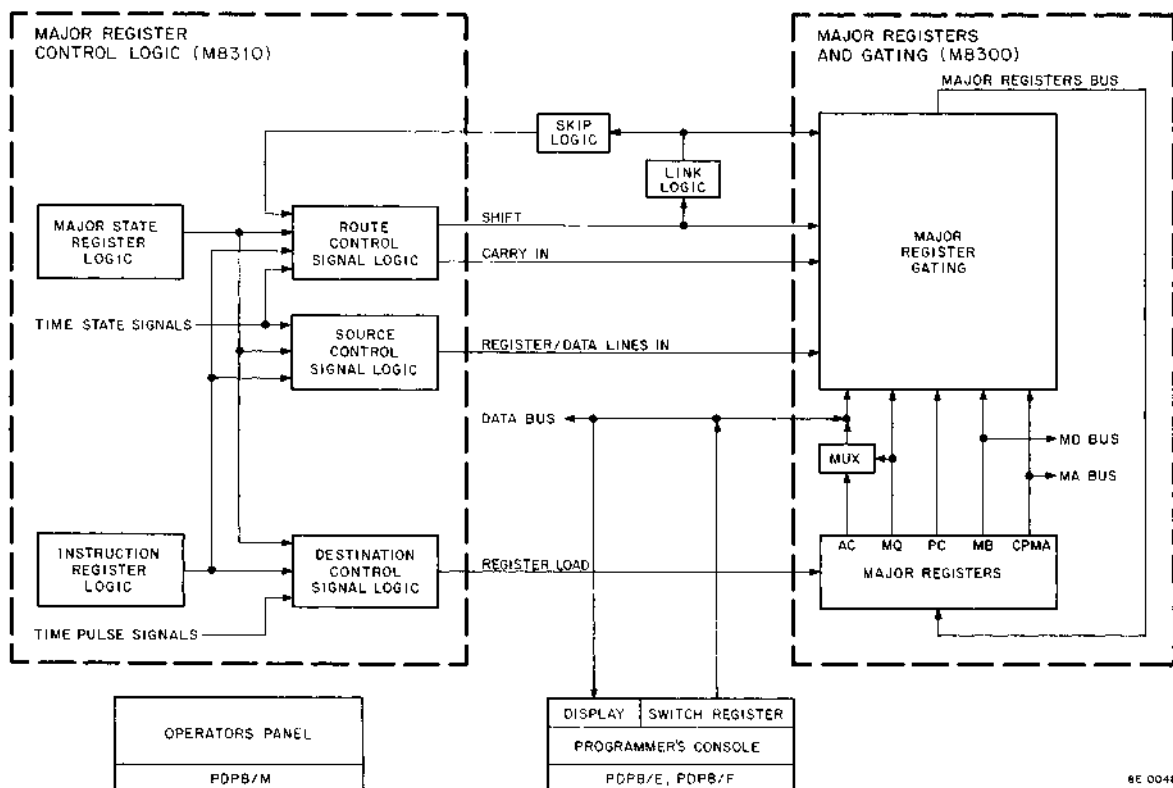 MAJOR REGISTER
CONTROL LOGIC (M8310)
MAJOR REGISTERS
AND GATING (M8300)
MAJOR REGISTERS BUS
SKIP
LOGIC
LINK
LOGIC
MAJOR STATE
REGISTER
LOGIC
ROUTE
CONTROL
SIGNAL LOGIC
SHIFT
CARRY IN
MAJOR
REGISTER
GATING
TIME STATE SIGNALS
SOURCE
CONTROL
SIGNAL LOGIC
REGISTER/DATA LINES IN
DATA BUS
MUX
MD BUS
MA BUS
INSTRUCTION
REGISTER
LOGIC
DESTINATION
CONTROL
SIGNAL LOGIC
REGISTER LOAD
AC MQ PC MB CPMA
MAJOR REGISTERS
TIME PULSE SIGNALS
OPERATORS PANEL
PDP8/M
DISPLAY
SWITCH REGISTER
PROGRAMMER'S CONSOLE
PDP8/E, PDP8/F
8E 0048